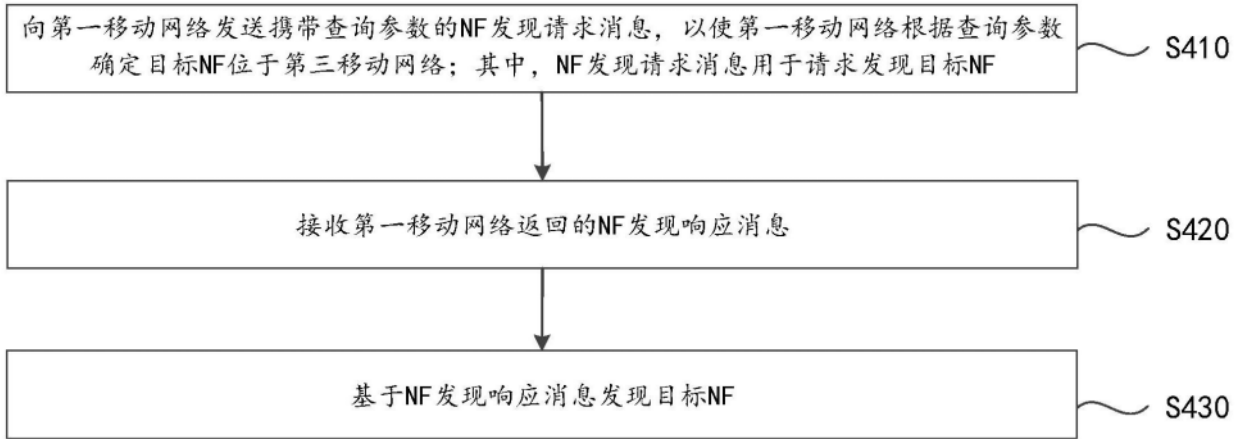 向第一移动网络发送携带查询参数的NF发现请求消息，以使第一移动网络根据查询参数
确定目标NF位于第三移动网络；其中，NF发现请求消息用于请求发现目标NF
S410
接收第一移动网络返回的NF发现响应消息
S420
基于NF发现响应消息发现目标NF
S430